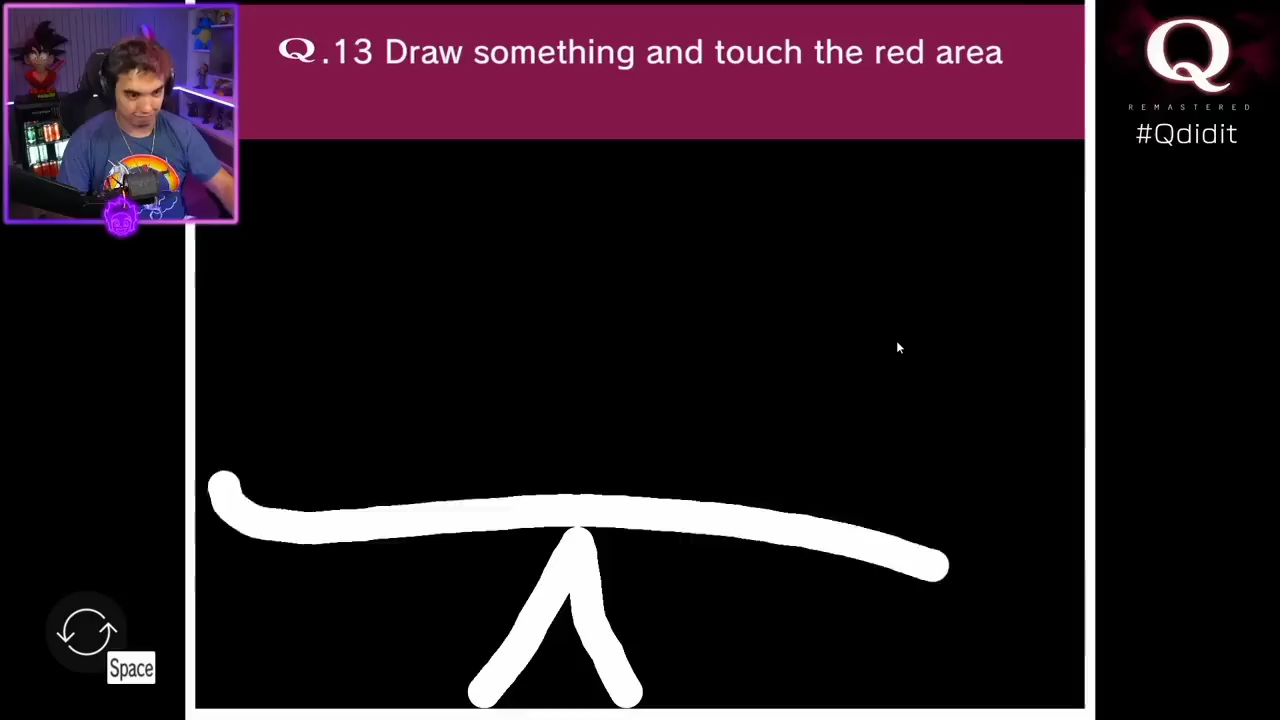 Q.13 Draw something and touch the red area
Q
REMASTERED
#Qdidit
Space